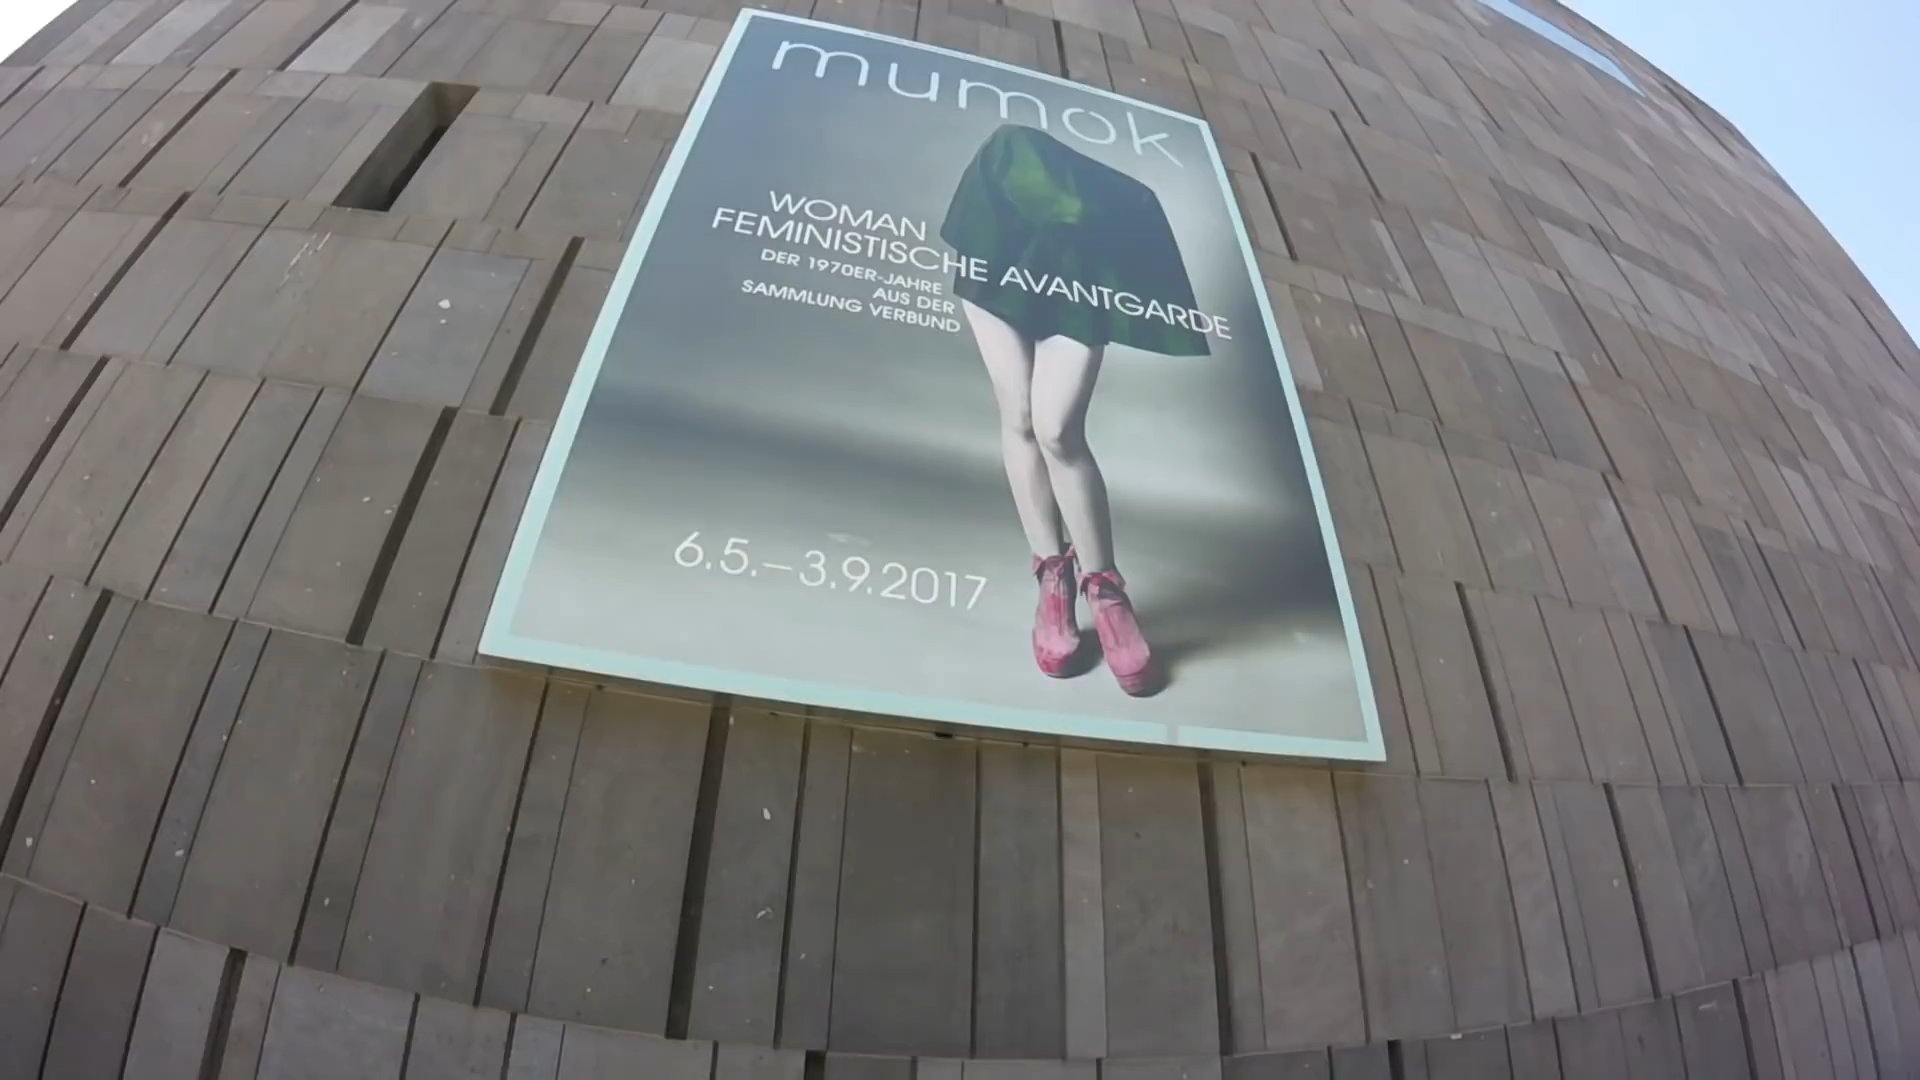 mumok
WOMAN
FEMINISTISCHE AVANTGARDE
DER 1970ER-JAHRE
AUS DER
SAMMLUNG VERBUND
6.5.–3.9.2017